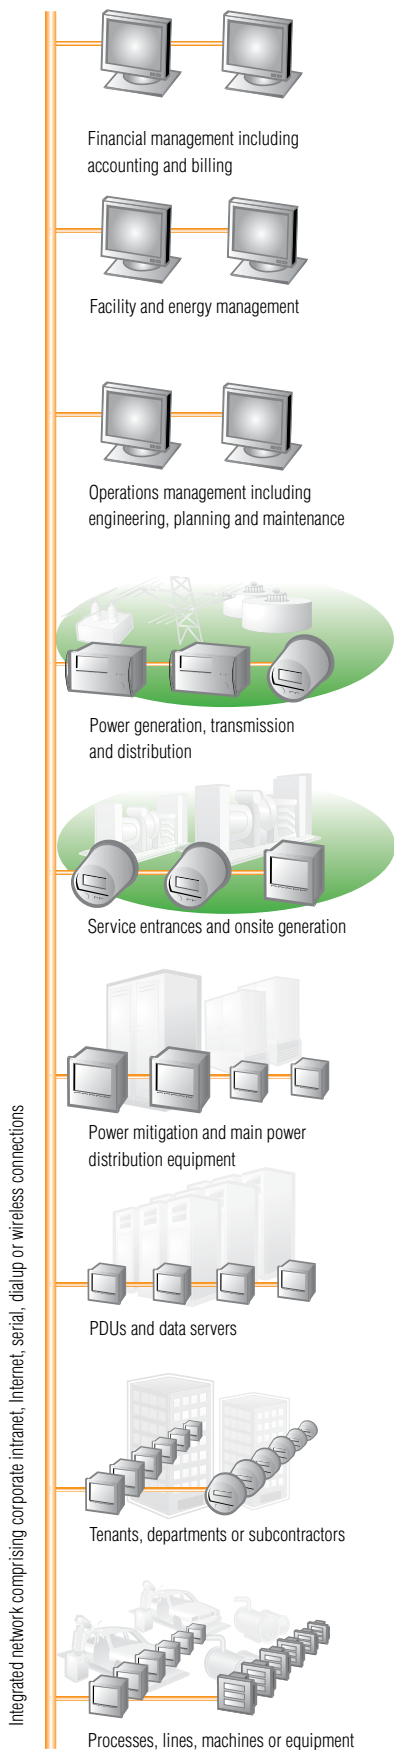 Financial management including
accounting and billing
Facility and energy management
Operations management including
engineering, planning and maintenance
Power generation, transmission
and distribution
Service entrances and onsite generation
Power mitigation and main power
distribution equipment
PDUs and data servers
Tenants, departments or subcontractors
Processes, lines, machines or equipment
Integrated network comprising corporate intranet, Internet, serial, dialup or wireless connections